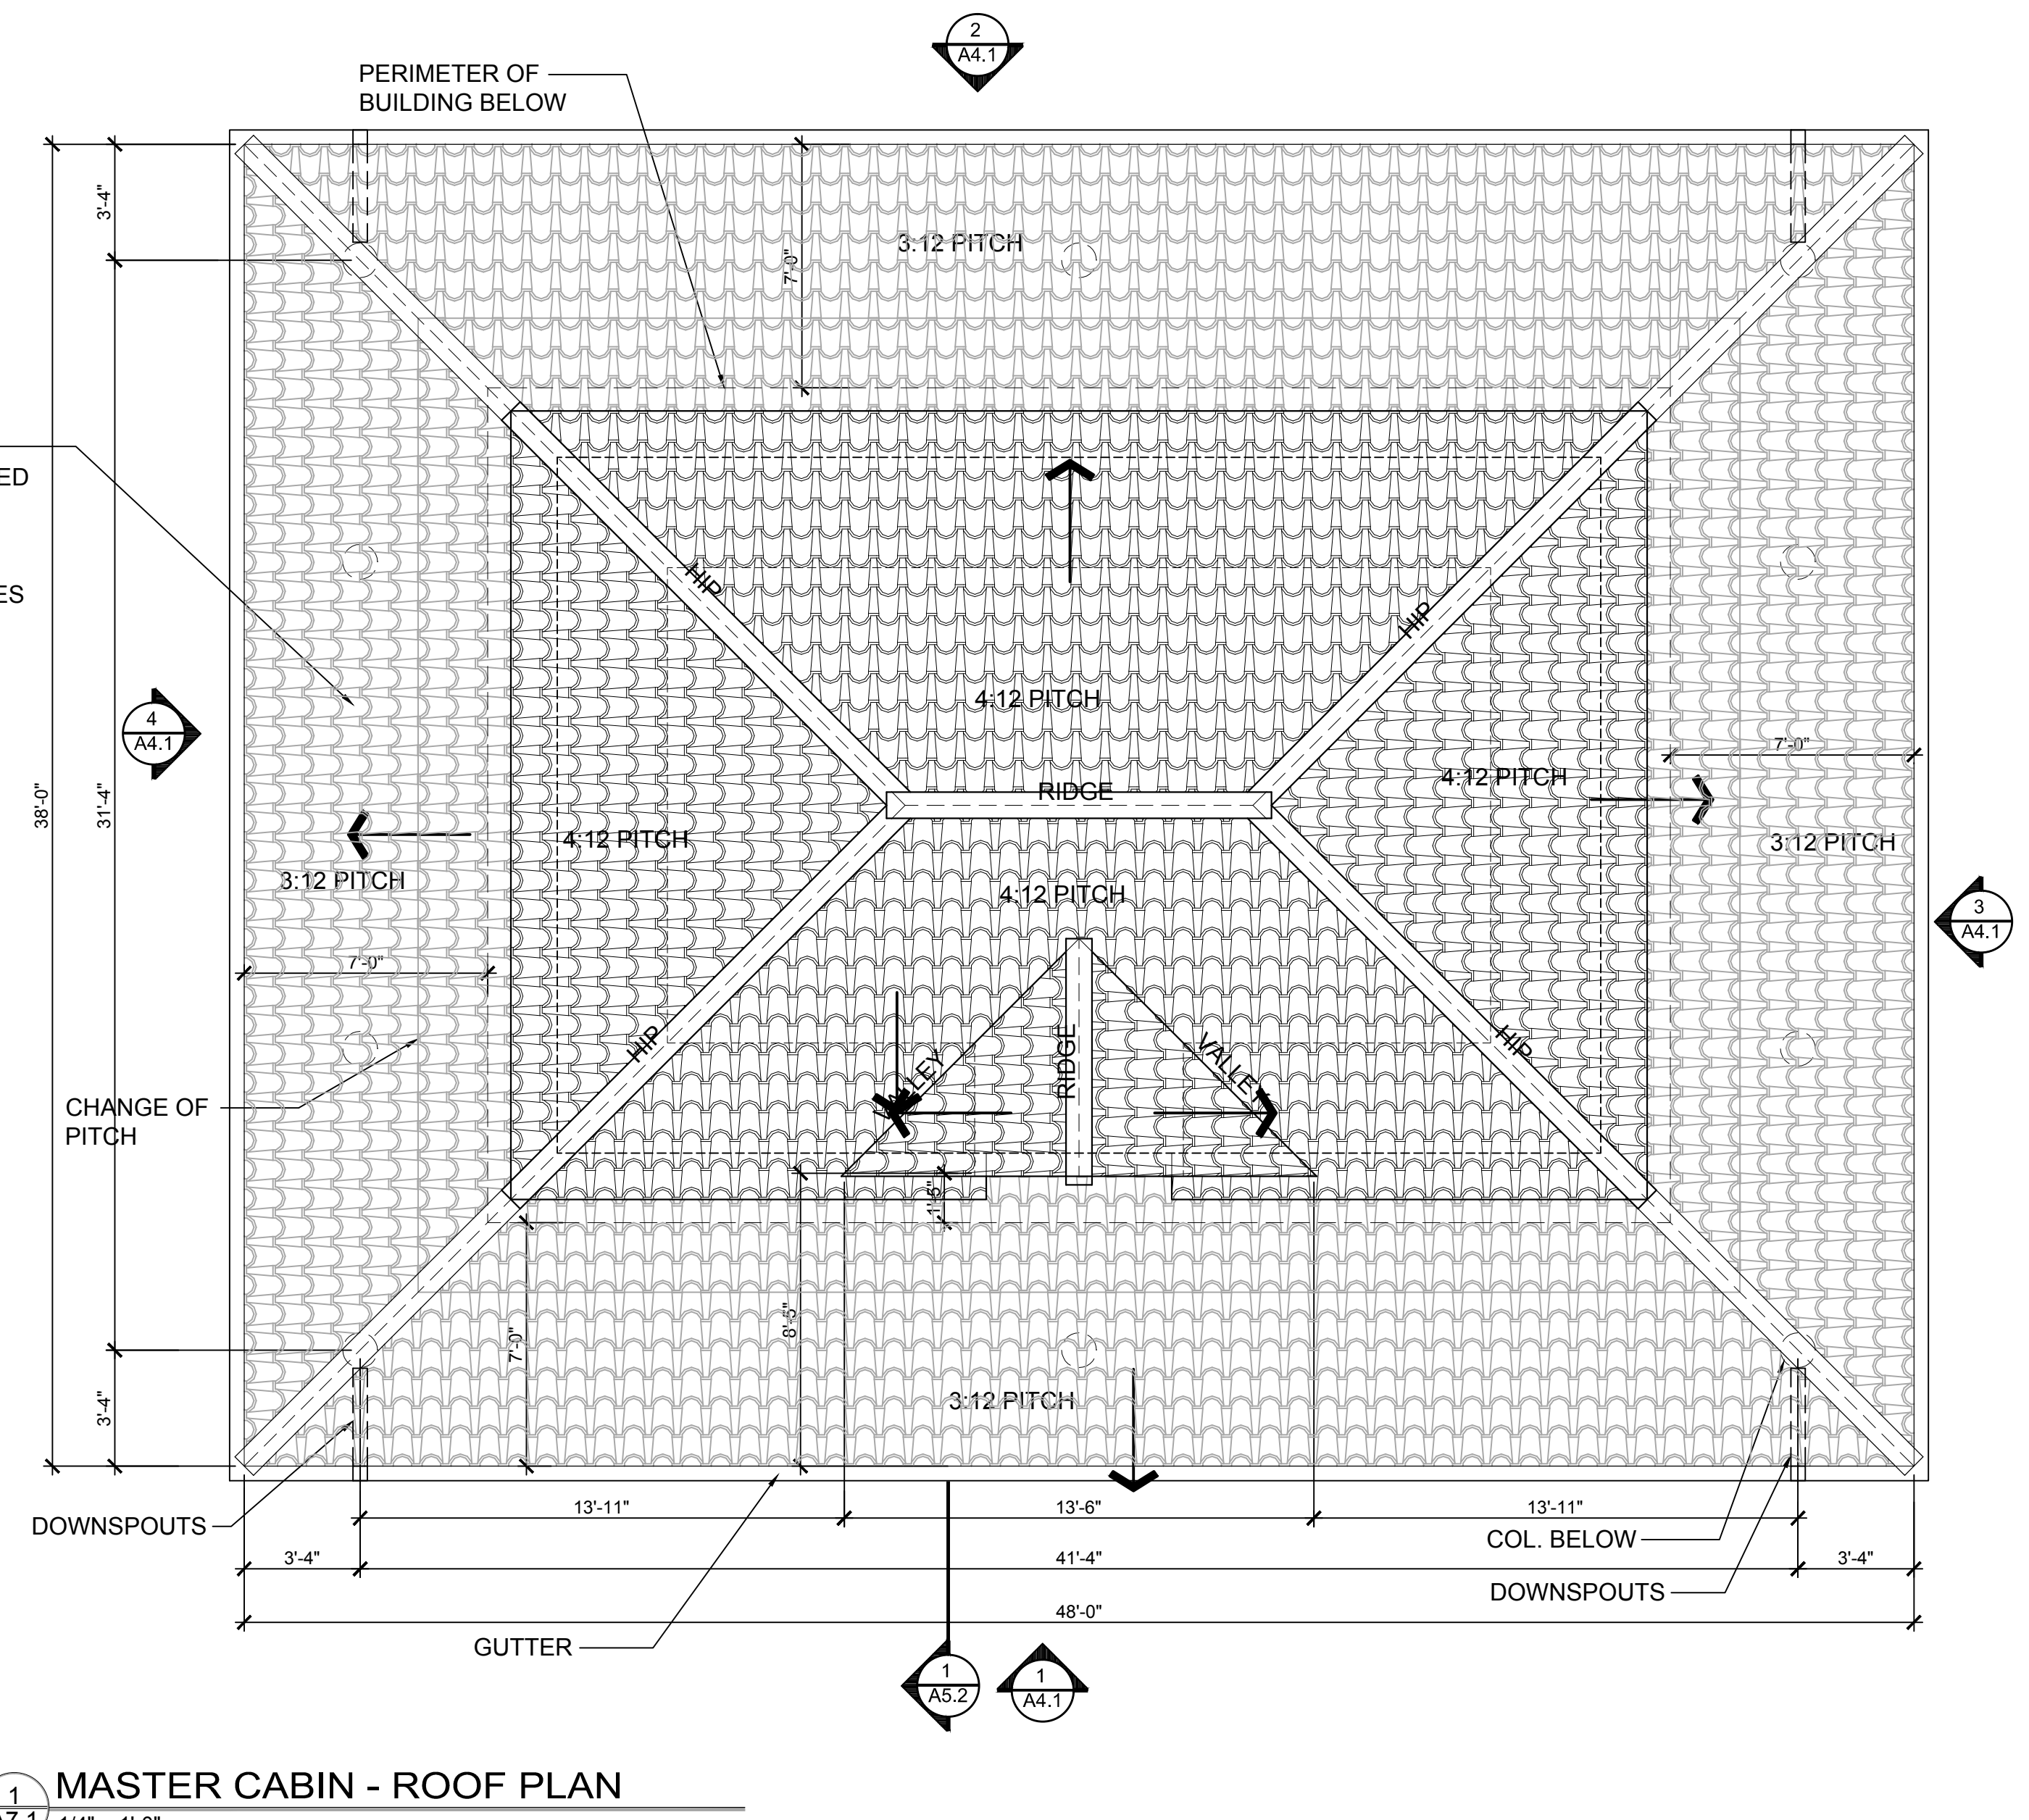 2
A4.1
PERIMETER OF
BUILDING BELOW
3'-4"
3:12 PITCH
7'-0"
ED
HIP
ES
HIP
4
A4.1
4:12 PITCH
RIDGE
7'-0"
4:12 PITCH
38'-0"
31'-4"
4:12 PITCH
3:12 PITCH
3:12 PITCH
4:12 PITCH
3
A4.1
7'-0"
HIP
VALLEY
RIDGE
VALLEY
HIP
CHANGE OF
PITCH
1'-5"
8'-5"
7'-0"
3'-4"
3:12 PITCH
13'-11"
13'-6"
13'-11"
DOWNSPOUTS
COL. BELOW
3'-4"
41'-4"
3'-4"
DOWNSPOUTS
48'-0"
GUTTER
1
A5.2
1
A4.1
1
MASTER CABIN - ROOF PLAN